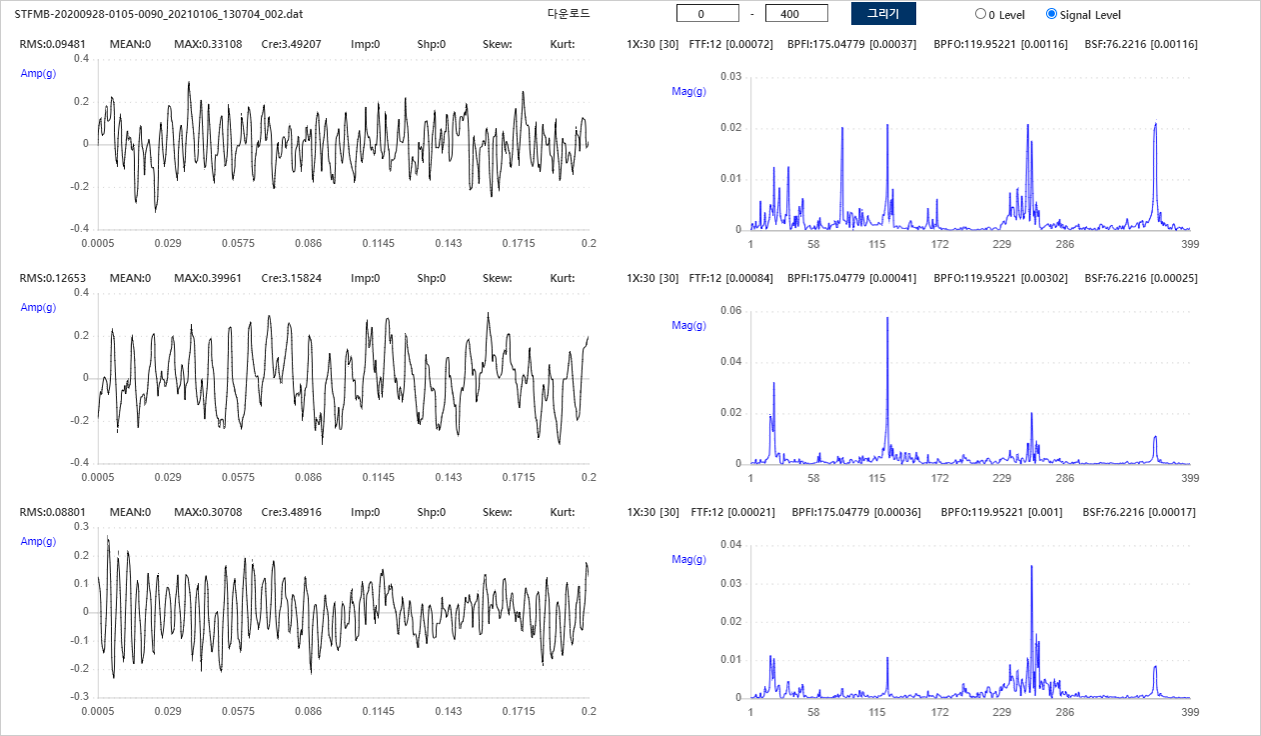 STFMB-20200928-0105-0090_20210106_130704_002.dat 다운로드 0 - 400 그리기 0 Level Signal Level
RMS:0.09481 MEAN:0 MAX:0.33108 Cre:3.49207 Imp:0 Shp:0 Skew: Kurt: 1X:30 [30] FTF:12 [0.00072] BPFI:175.04779 [0.00037] BPFO:119.95221 [0.00116] BSF:76.2216 [0.00116]
Amp(g)
0.4
0.2
0
-0.2
-0.4
0.0005 0.029 0.0575 0.086 0.1145 0.143 0.1715 0.2
Mag(g)
0.03
0.02
0.01
0
1 58 115 172 229 286 399
RMS:0.12653 MEAN:0 MAX:0.39961 Cre:3.15824 Imp:0 Shp:0 Skew: Kurt: 1X:30 [30] FTF:12 [0.00084] BPFI:175.04779 [0.00041] BPFO:119.95221 [0.00302] BSF:76.2216 [0.00025]
Amp(g)
0.4
0.2
0
-0.2
-0.4
0.0005 0.029 0.0575 0.086 0.1145 0.143 0.1715 0.2
Mag(g)
0.06
0.04
0.02
0
1 58 115 172 229 286 399
RMS:0.08801 MEAN:0 MAX:0.30708 Cre:3.48916 Imp:0 Shp:0 Skew: Kurt: 1X:30 [30] FTF:12 [0.00021] BPFI:175.04779 [0.00036] BPFO:119.95221 [0.001] BSF:76.2216 [0.00017]
Amp(g)
0.3
0.2
0.1
0
-0.1
-0.2
-0.3
0.0005 0.029 0.0575 0.086 0.1145 0.143 0.1715 0.2
Mag(g)
0.04
0.03
0.02
0.01
0
1 58 115 172 229 286 399